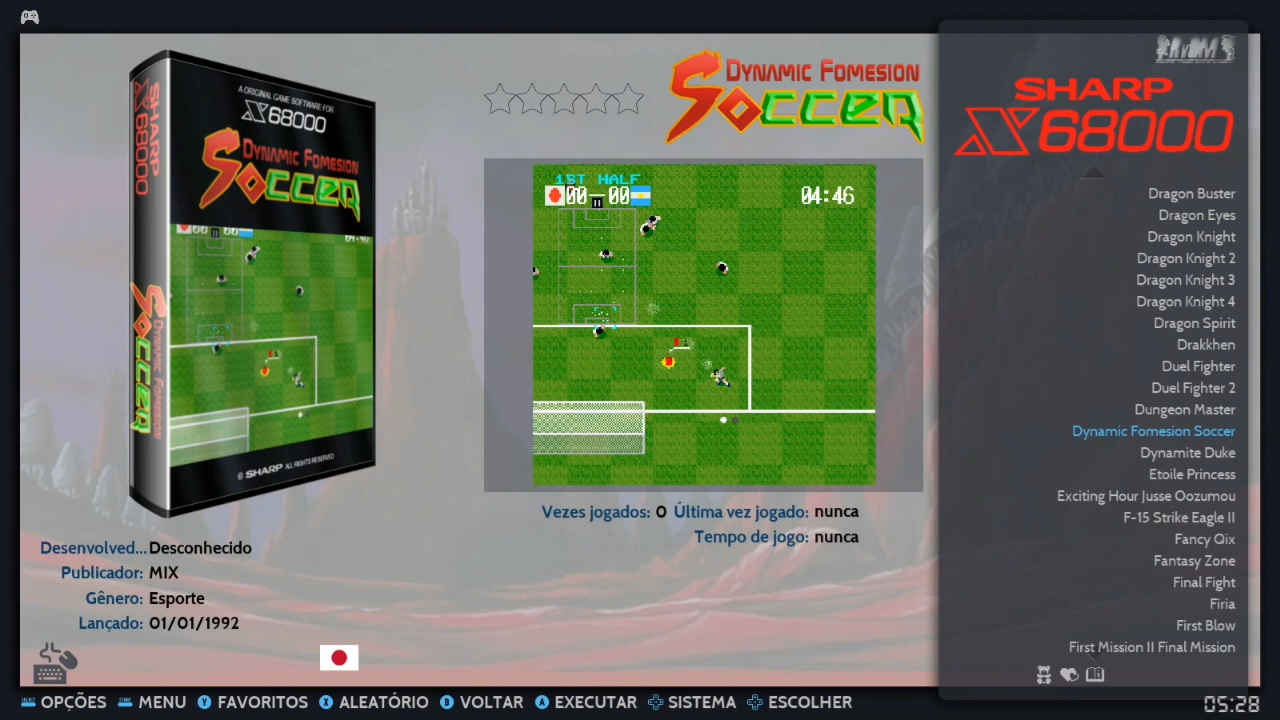 A ORIGINAL GAME SOFTWARE FOR
X68000
DYNAMIC FOMESION
SOCCER
SHARP
X68000
DYNAMIC FOMESION
SOCCER
© SHARP ALL RIGHTS RESERVED
DYNAMIC FOMESION
SOCCER
1ST HALF
00-00
04:46
Vezes jogados: 0 Última vez jogado: nunca
Tempo de jogo: nunca
Desenvolved... Desconhecido
Publicador: MIX
Gênero: Esporte
Lançado: 01/01/1992
SHARP
X68000
Dragon Buster
Dragon Eyes
Dragon Knight
Dragon Knight 2
Dragon Knight 3
Dragon Knight 4
Dragon Spirit
Drakkhen
Duel Fighter
Duel Fighter 2
Dungeon Master
Dynamic Fomesion Soccer
Dynamite Duke
Etoile Princess
Exciting Hour Jusse Oozumou
F-15 Strike Eagle II
Fancy Qix
Fantasy Zone
Final Fight
Firia
First Blow
First Mission II Final Mission
SELECT OPÇÕES START MENU Y FAVORITOS X ALEATÓRIO B VOLTAR A EXECUTAR SISTEMA ESCOLHER
05:28